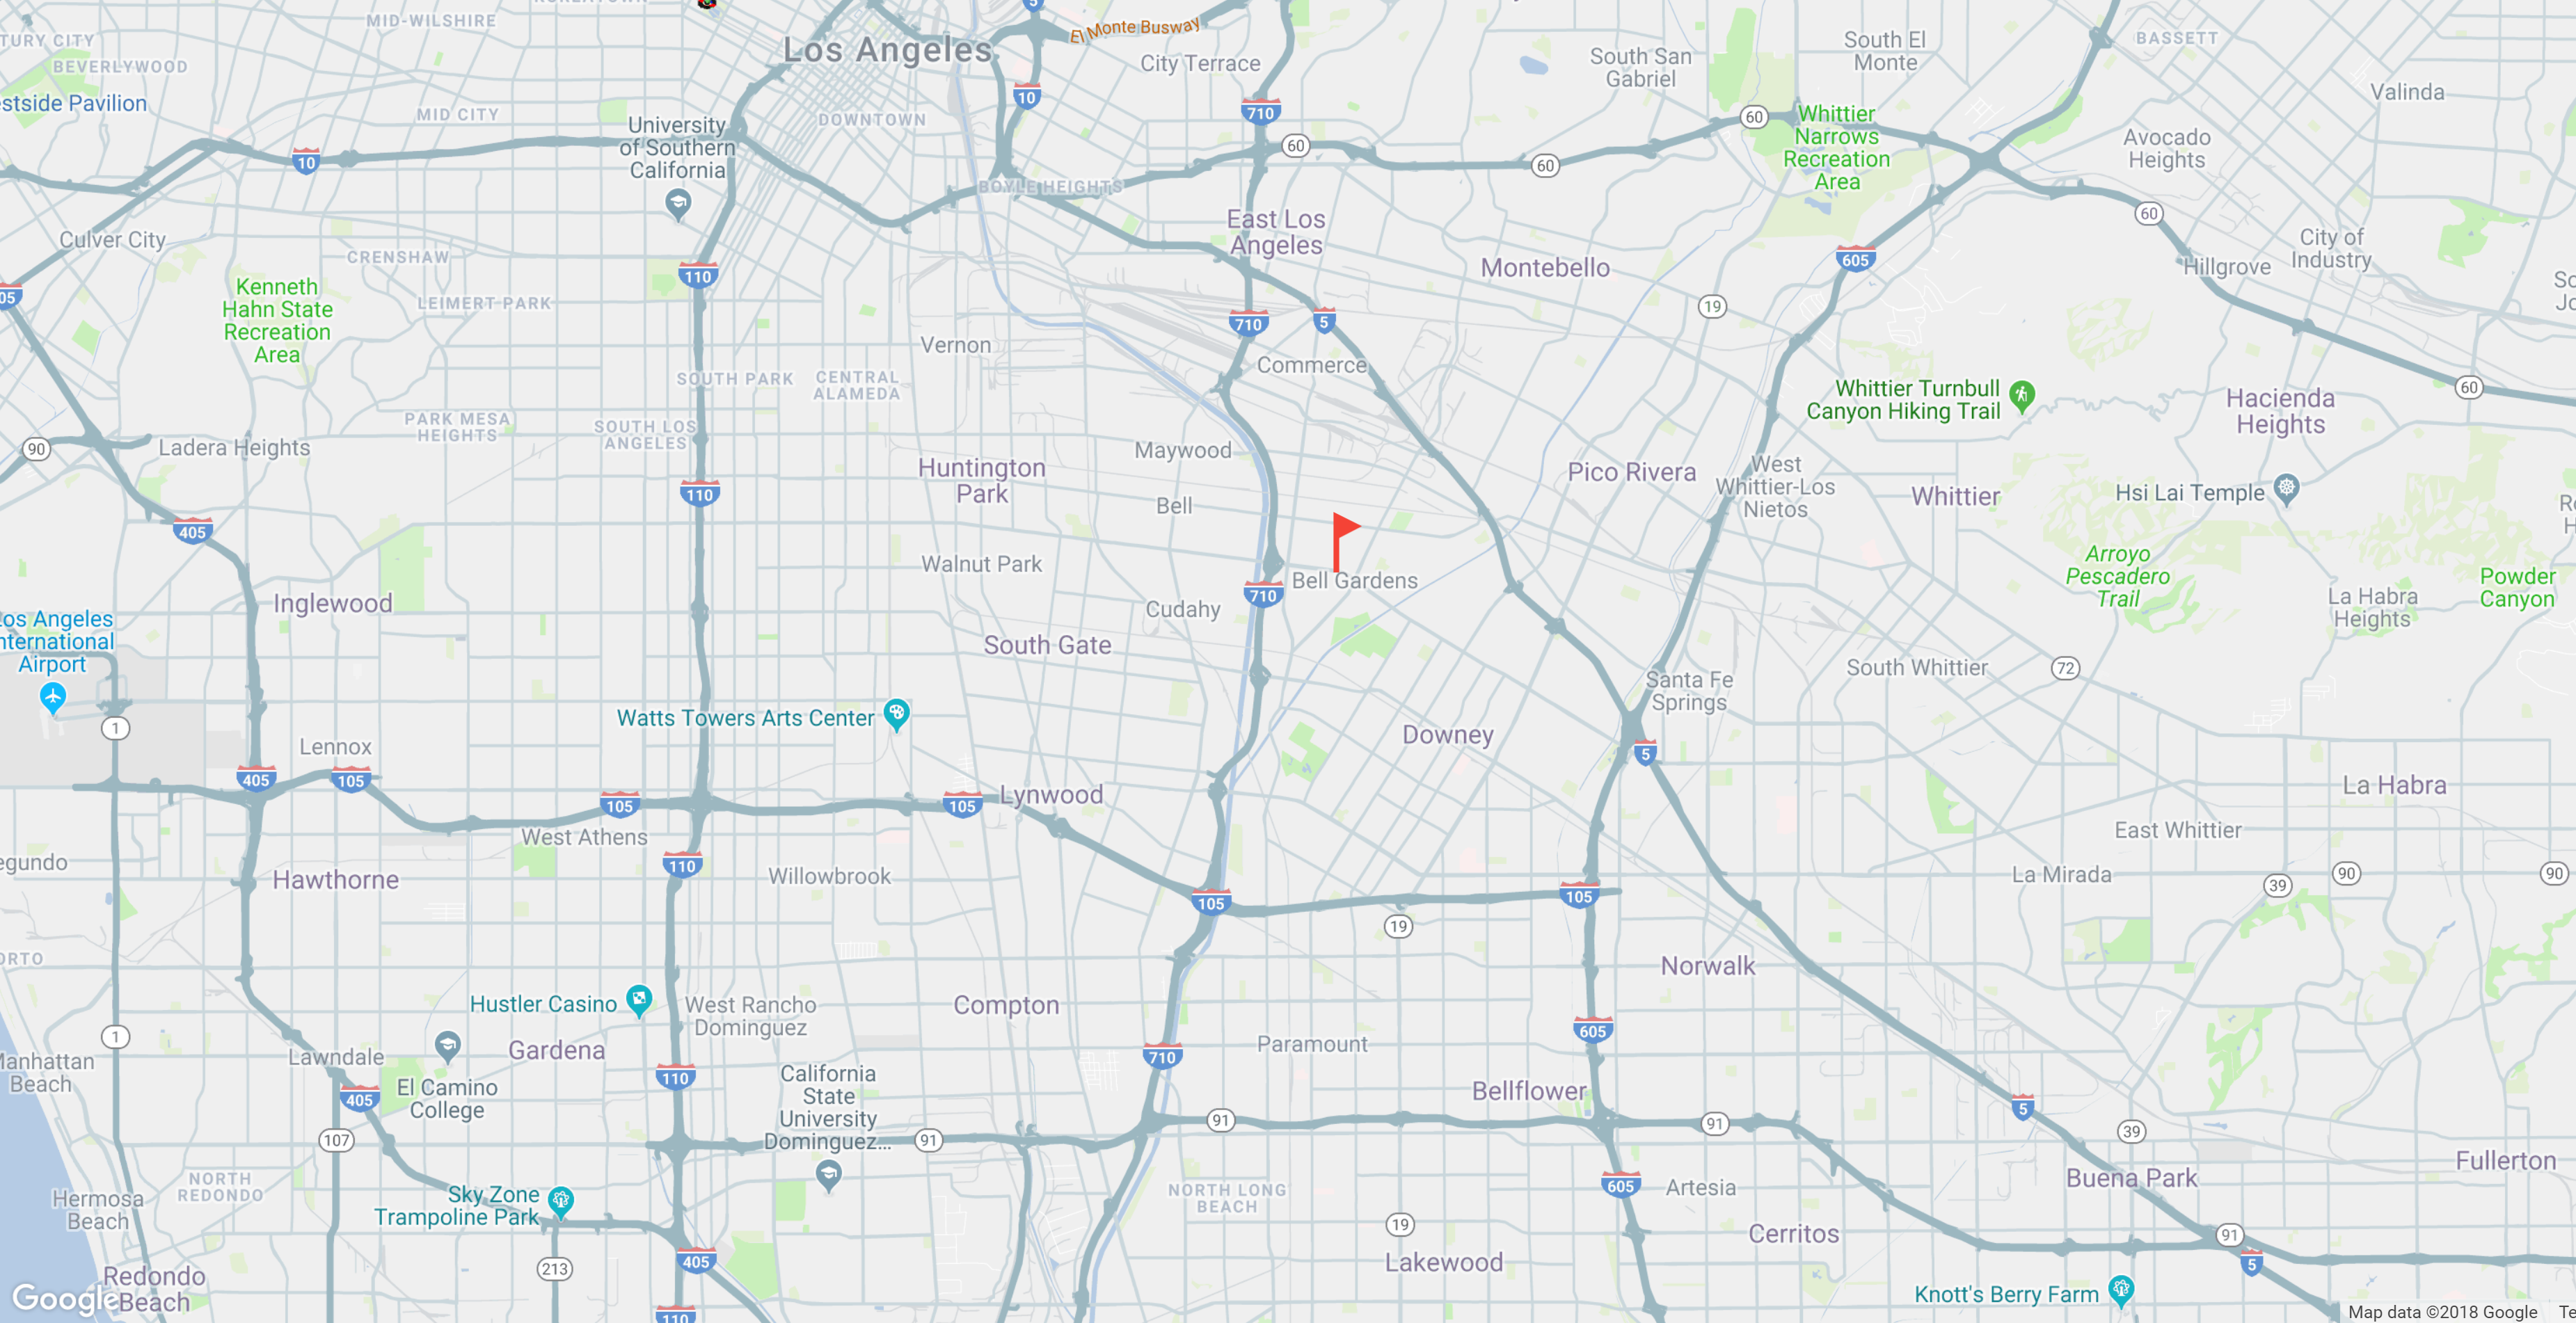 MID-WILSHIRE
El Monte Busway
Los Angeles
City Terrace
South San
Gabriel
South El
Monte
BASSETT
TURY CITY
BEVERLYWOOD
stside Pavilion
MID CITY
DOWNTOWN
Valinda
5
10
710
60
University
of Southern
California
Whittier
Narrows
Recreation
Area
Avocado
Heights
10
60
60
BOYLE HEIGHTS
East Los
Angeles
60
Culver City
CRENSHAW
Montebello
605
Hillgrove
City of
Industry
110
Kenneth
Hahn State
Recreation
Area
LEIMERT PARK
05
19
710
5
Vernon
Commerce
SOUTH PARK
CENTRAL
ALAMEDA
Whittier Turnbull
Canyon Hiking Trail
60
Hacienda
Heights
PARK MESA
HEIGHTS
SOUTH LOS
ANGELES
90
Ladera Heights
Maywood
Huntington
Park
Pico Rivera
West
Whittier-Los
Nietos
Whittier
Hsi Lai Temple
110
Bell
405
Walnut Park
Bell Gardens
Arroyo
Pescadero
Trail
Powder
Canyon
710
Inglewood
Cudahy
La Habra
Heights
Los Angeles
International
Airport
South Gate
Santa Fe
Springs
South Whittier
72
1
Watts Towers Arts Center
Downey
Lennox
5
405
105
105
105
Lynwood
La Habra
West Athens
East Whittier
egundo
Hawthorne
110
Willowbrook
105
105
La Mirada
39
90
90
19
ORTO
Norwalk
Hustler Casino
West Rancho
Dominguez
Compton
1
Manhattan
Beach
Lawndale
Gardena
Paramount
605
710
405
El Camino
College
110
California
State
University
Dominguez...
Bellflower
5
107
91
91
91
39
Hermosa
Beach
NORTH
REDONDO
Sky Zone
Trampoline Park
NORTH LONG
BEACH
605
Artesia
Buena Park
Fullerton
19
Cerritos
91
5
213
405
Lakewood
Redondo
Beach
Google
110
Knott's Berry Farm
Map data ©2018 Google
Te